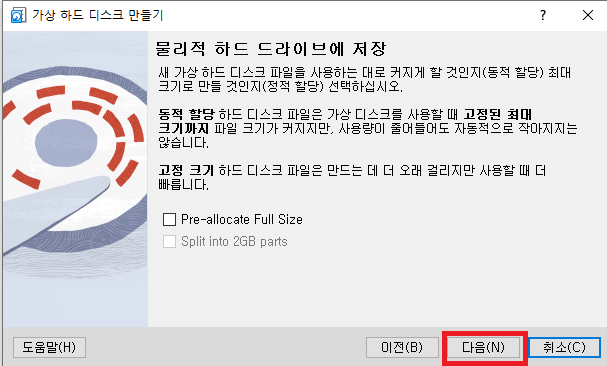 가상 하드 디스크 만들기
물리적 하드 드라이브에 저장
새 가상 하드 디스크 파일을 사용하는 대로 커지게 할 것인지(동적 할당) 최대
크기로 만들 것인지(정적 할당) 선택하십시오.
동적 할당 하드 디스크 파일은 가상 디스크를 사용할 때 고정된 최대
크기까지 파일 크기가 커지지만, 사용량이 줄어들어도 자동적으로 작아지지는
않습니다.
고정 크기 하드 디스크 파일은 만드는 데 더 오래 걸리지만 사용할 때 더
빠릅니다.
Pre-allocate Full Size
Split into 2GB parts
도움말(H)
이전(B)
다음(N)
취소(C)